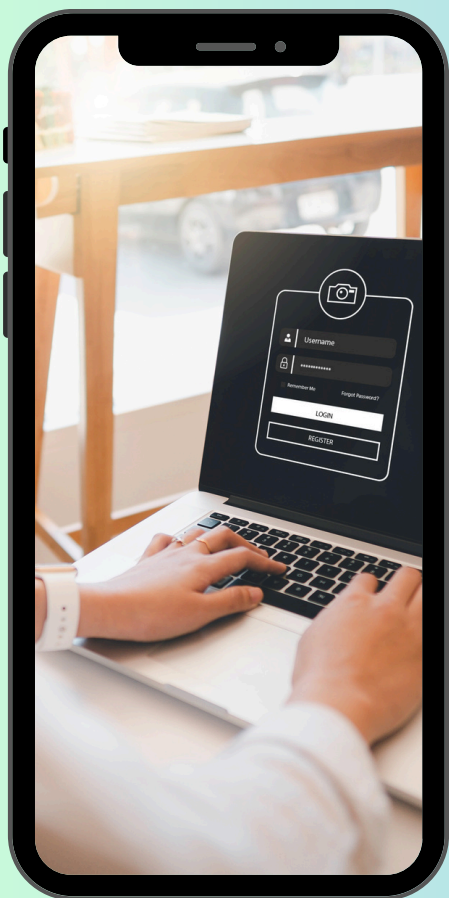 Username
************
Remember Me
Forgot Password?
LOGIN
REGISTER